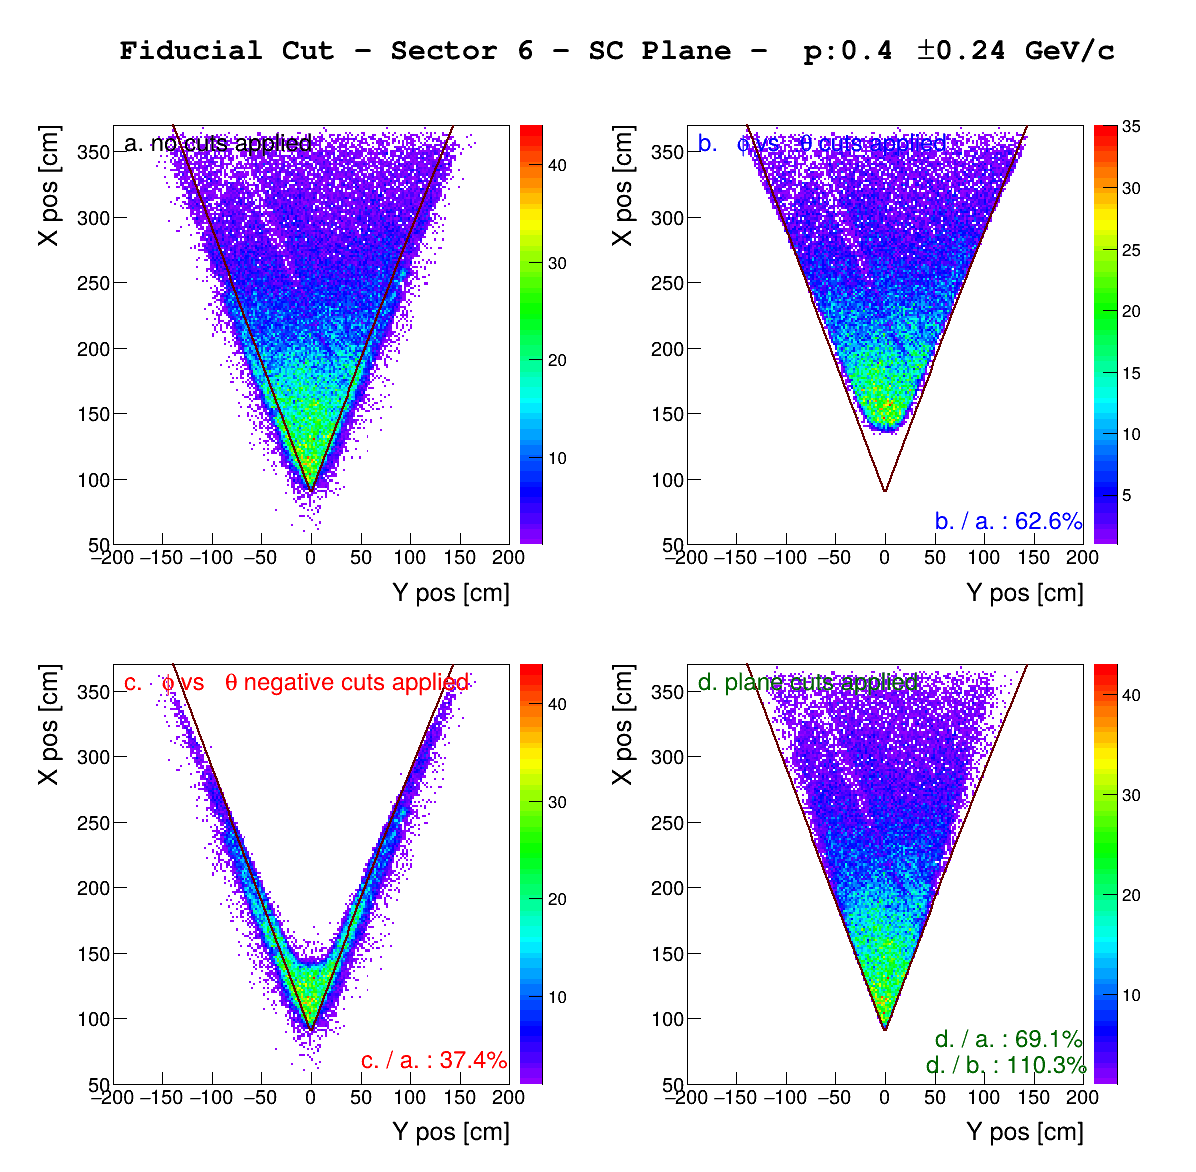 Fiducial Cut − Sector 6 − SC Plane − p:0.4 ±0.24 GeV/c
X pos [cm]
a. no cuts applied
350
300
250
200
150
100
50
−200 −150 −100 −50 0 50 100 150 200
Y pos [cm]
40
30
20
10
X pos [cm]
b. ϕ vs θ cuts applied
350
300
250
200
150
100
50
b. / a. : 62.6%
−200 −150 −100 −50 0 50 100 150 200
Y pos [cm]
35
30
25
20
15
10
5
X pos [cm]
c. ϕ vs θ negative cuts applied
350
300
250
200
150
100
50
c. / a. : 37.4%
−200 −150 −100 −50 0 50 100 150 200
Y pos [cm]
40
30
20
10
X pos [cm]
d. plane cuts applied
350
300
250
200
150
100
50
d. / a. : 69.1%
d. / b. : 110.3%
−200 −150 −100 −50 0 50 100 150 200
Y pos [cm]
40
30
20
10